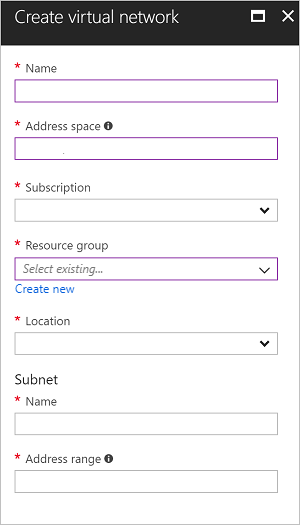 Create virtual network
* Name
* Address space
* Subscription
* Resource group
Select existing...
Create new
* Location
Subnet
* Name
* Address range